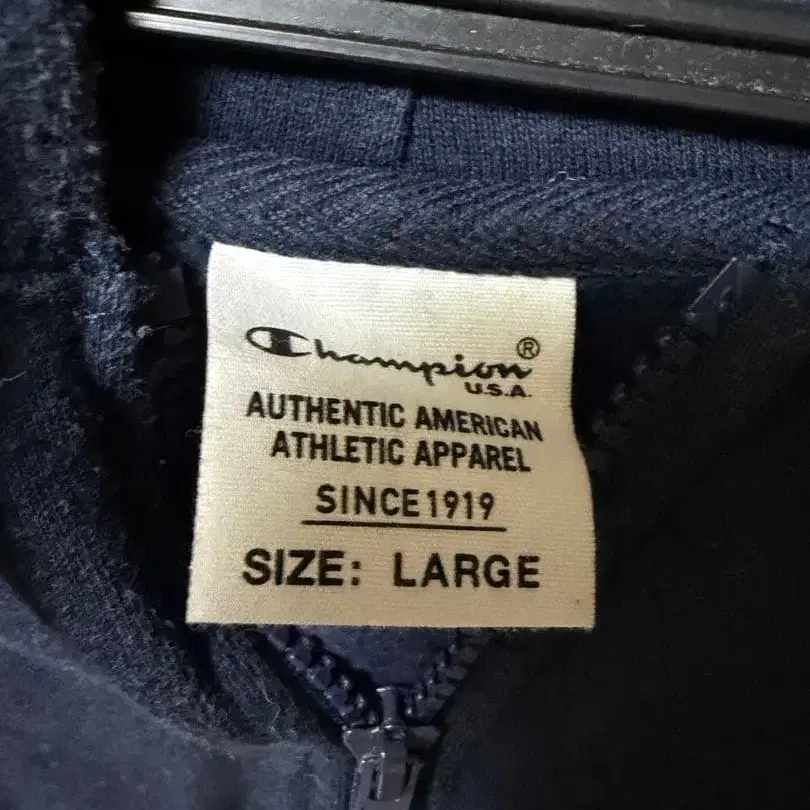 Champion®
U.S.A.
AUTHENTIC AMERICAN
ATHLETIC APPAREL
SINCE 1919
SIZE: LARGE